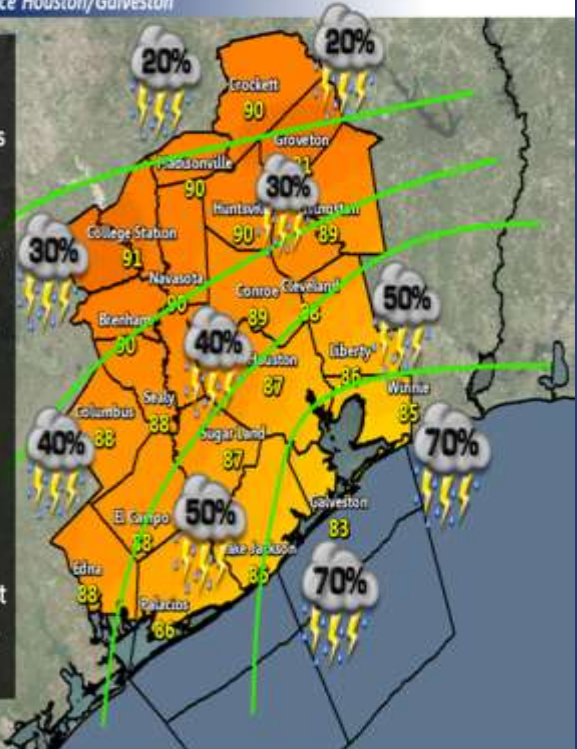 ce Houston/Galveston
s
t
20%
20%
Crockett
90
Groveton
Madisonville
90
30%
Huntsvi
90
89
College Station
91
30%
Navasota
90
Brenham
90
Conroe
89
Cleveland
50%
40%
Houston
87
Liberty
86
Winnie
85
Columbus
88
Sealy
88
Sugar Land
87
40%
70%
50%
El Campo
88
Galveston
83
Lake Jackson
Edna
88
70%
Palacios
86